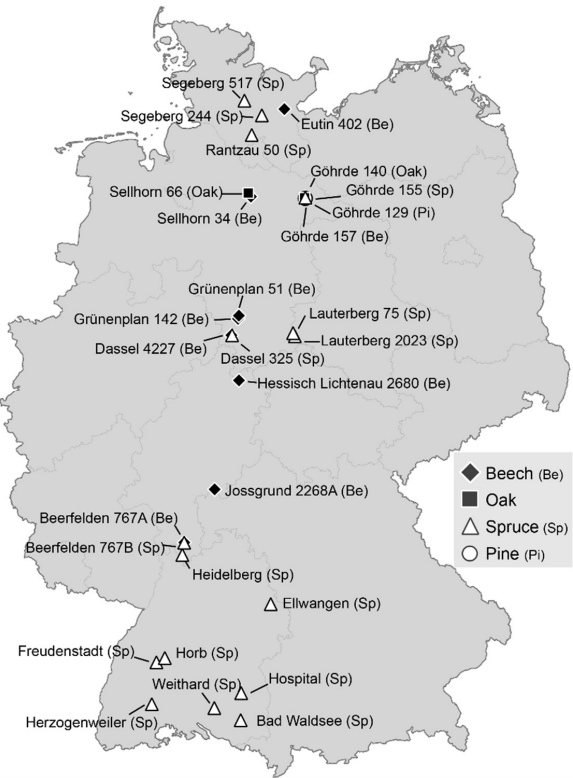 Segeberg 517 (Sp)
Segeberg 244 (Sp)
Eutin 402 (Be)
Rantzau 50 (Sp)
Göhrde 140 (Oak)
Sellhorn 66 (Oak)
Göhrde 155 (Sp)
Göhrde 129 (Pi)
Sellhorn 34 (Be)
Göhrde 157 (Be)
Grünenplan 51 (Be)
Grünenplan 142 (Be)
Lauterberg 75 (Sp)
Lauterberg 2023 (Sp)
Dassel 4227 (Be)
Dassel 325 (Sp)
Hessisch Lichtenau 2680 (Be)
Beech (Be)
Oak
Spruce (Sp)
Pine (Pi)
Jossgrund 2268A (Be)
Beerfelden 767A (Be)
Beerfelden 767B (Sp)
Heidelberg (Sp)
Ellwangen (Sp)
Freudenstadt (Sp)
Horb (Sp)
Weithard (Sp)
Hospital (Sp)
Herzogenweiler (Sp)
Bad Waldsee (Sp)